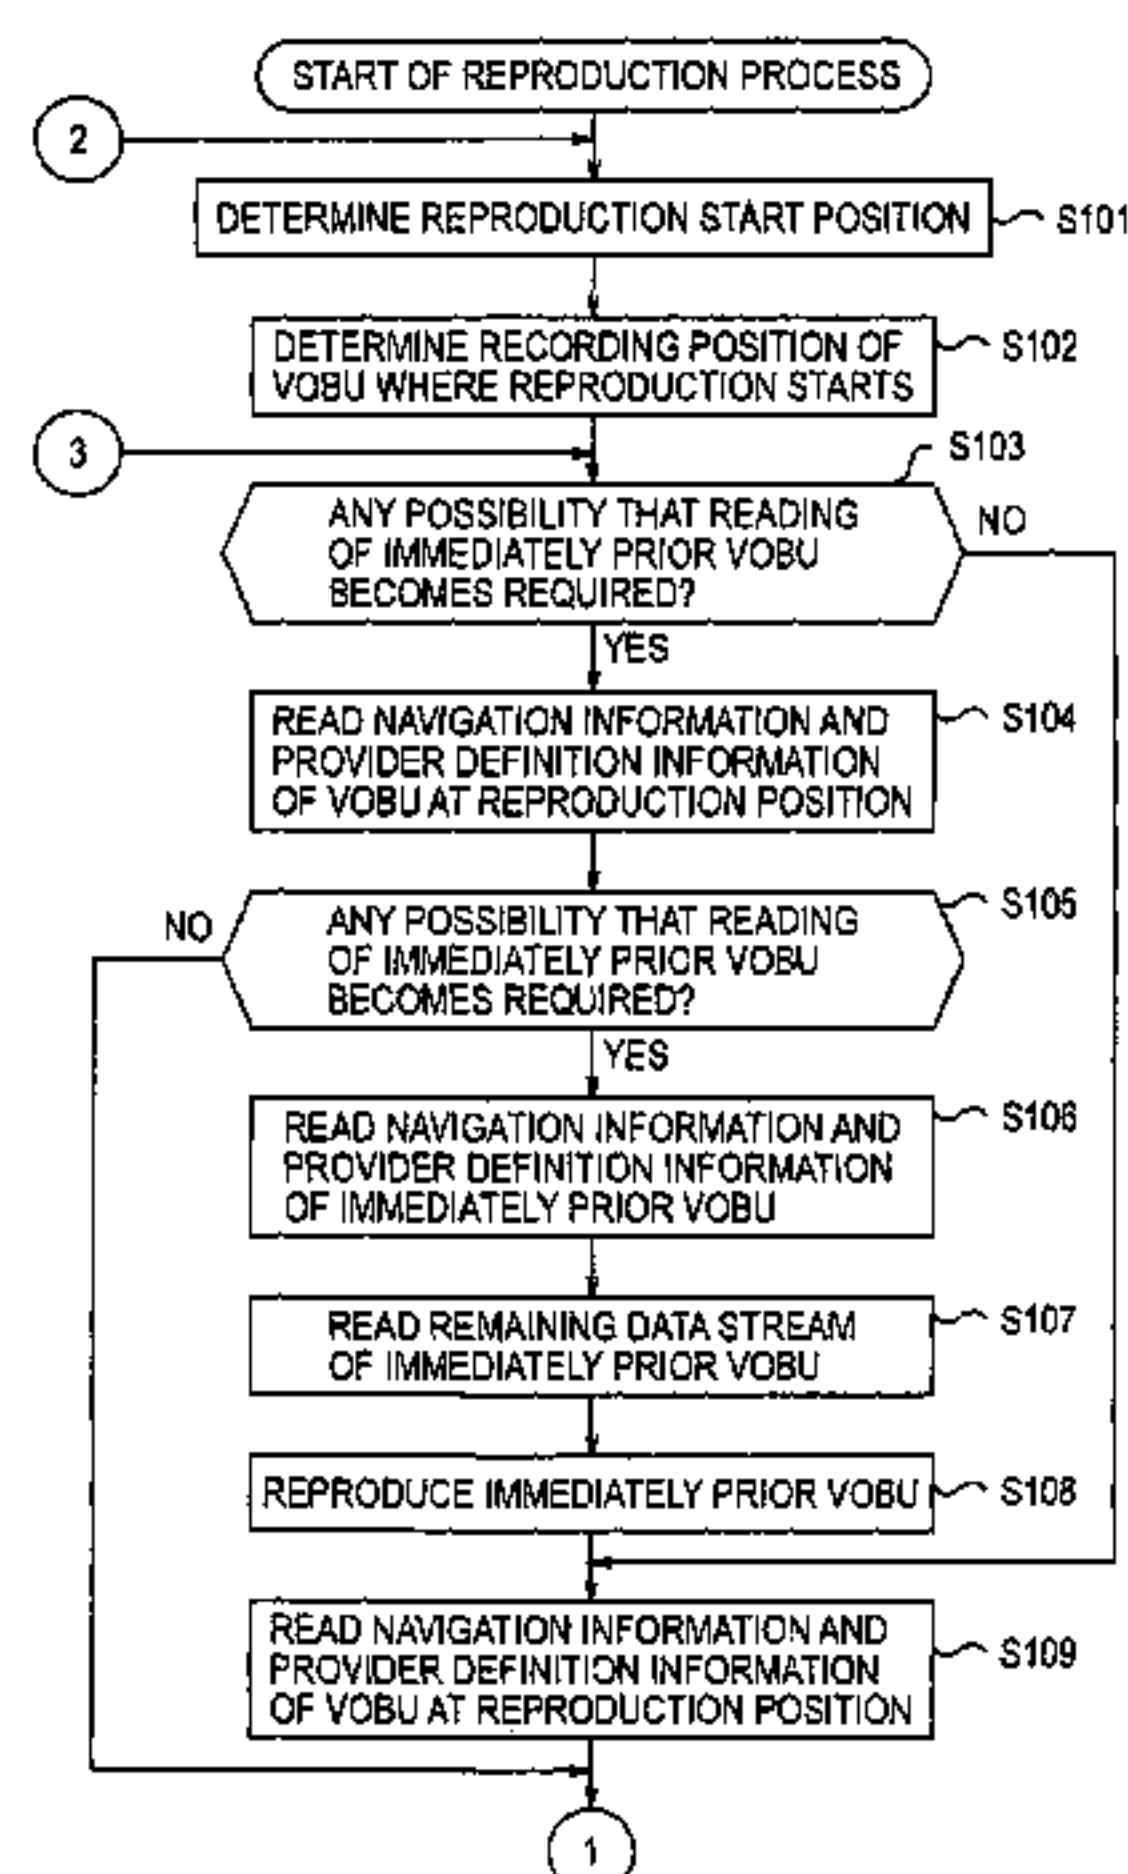 START OF REPRODUCTION PROCESS
2
DETERMINE REPRODUCTION START POSITION
S101
DETERMINE RECORDING POSITION OF
VOBU WHERE REPRODUCTION STARTS
S102
3
S103
ANY POSSIBILITY THAT READING
OF IMMEDIATELY PRIOR VOBU
BECOMES REQUIRED?
NO
YES
READ NAVIGATION INFORMATION AND
PROVIDER DEFINITION INFORMATION
OF VOBU AT REPRODUCTION POSITION
S104
NO
ANY POSSIBILITY THAT READING
OF IMMEDIATELY PRIOR VOBU
BECOMES REQUIRED?
S105
YES
READ NAVIGATION INFORMATION AND
PROVIDER DEFINITION INFORMATION
OF IMMEDIATELY PRIOR VOBU
S106
READ REMAINING DATA STREAM
OF IMMEDIATELY PRIOR VOBU
S107
REPRODUCE IMMEDIATELY PRIOR VOBU
S108
READ NAVIGATION INFORMATION AND
PROVIDER DEFINITION INFORMATION
OF VOBU AT REPRODUCTION POSITION
S109
1